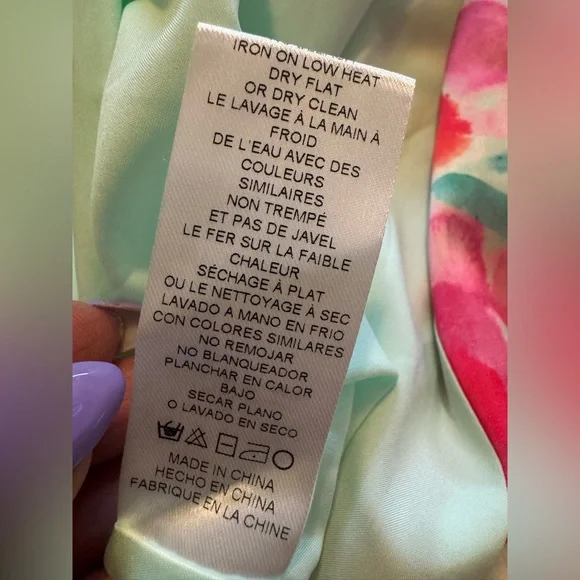 IRON ON LOW HEAT
DRY FLAT
OR DRY CLEAN
LE LAVAGE À LA MAIN À
FROID
DE L'EAU AVEC DES
COULEURS
SIMILAIRES
NON TREMPÉ
ET PAS DE JAVEL
LE FER SUR LA FAIBLE
CHALEUR
SÉCHAGE À PLAT
OU LE NETTOYAGE À SEC
LAVADO A MANO EN FRIO
CON COLORES SIMILARES
NO REMOJAR
NO BLANQUEADOR
PLANCHAR EN CALOR
BAJO
SECAR PLANO
O LAVADO EN SECO
MADE IN CHINA
HECHO EN CHINA
FABRIQUE EN LA CHINE